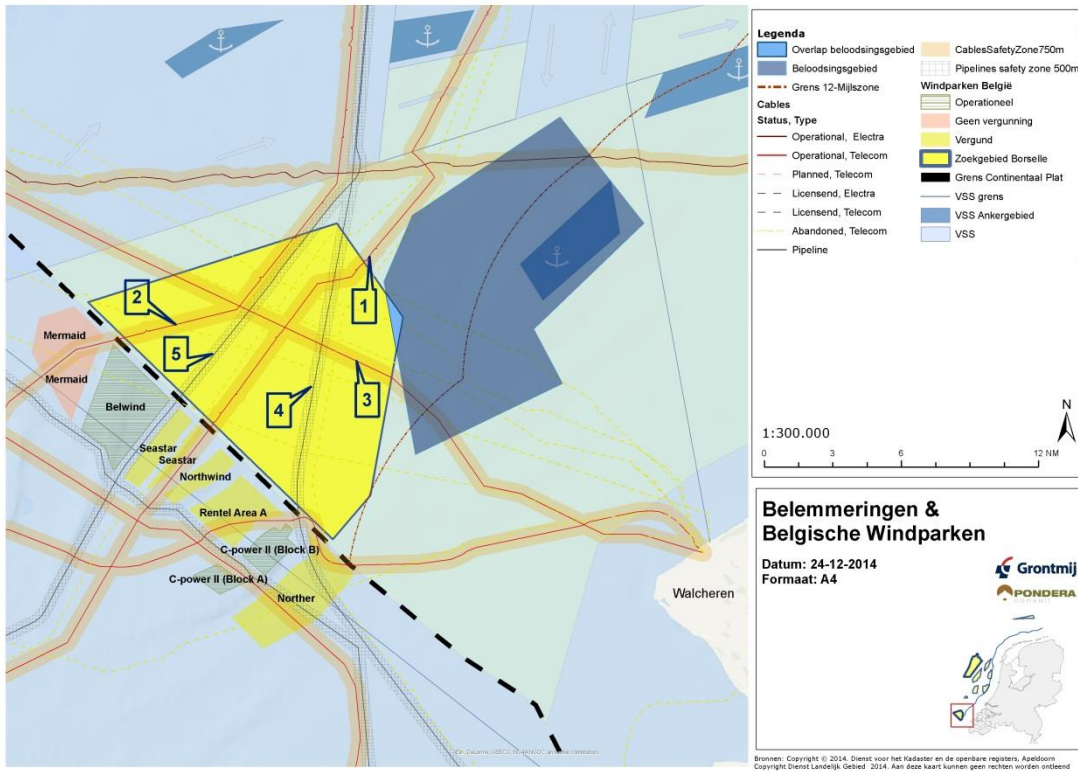 Mermaid
Mermaid
Belwind
Seastar
Seastar
Northwind
Rentel Area A
C-power II (Block B)
C-power II (Block A)
Norther
Walcheren
1
2
3
4
5
Legenda
Overlap beloodsingsgebied
Beloodsingsgebied
Grens 12-Mijlszone
Cables
Status, Type
Operational, Electra
Operational, Telecom
Planned, Telecom
Licensend, Electra
Licensend, Telecom
Abandoned, Telecom
Pipeline
CablesSafetyZone750m
Pipelines safety zone 500m
Windparken België
Operationeel
Geen vergunning
Vergund
Zoekgebied Borselle
Grens Continentaal Plat
VSS grens
VSS Ankergebied
VSS
N
1:300.000
0 3 6 12 NM
Belemmeringen &
Belgische Windparken
Datum: 24-12-2014
Formaat: A4
Grontmij
PONDERA
Bronnen: Copyright © 2014. Dienst voor het Kadaster en de openbare registers, Apeldoorn
Copyright Dienst Landelijk Gebied 2014. Aan deze kaart kunnen geen rechten worden ontleend